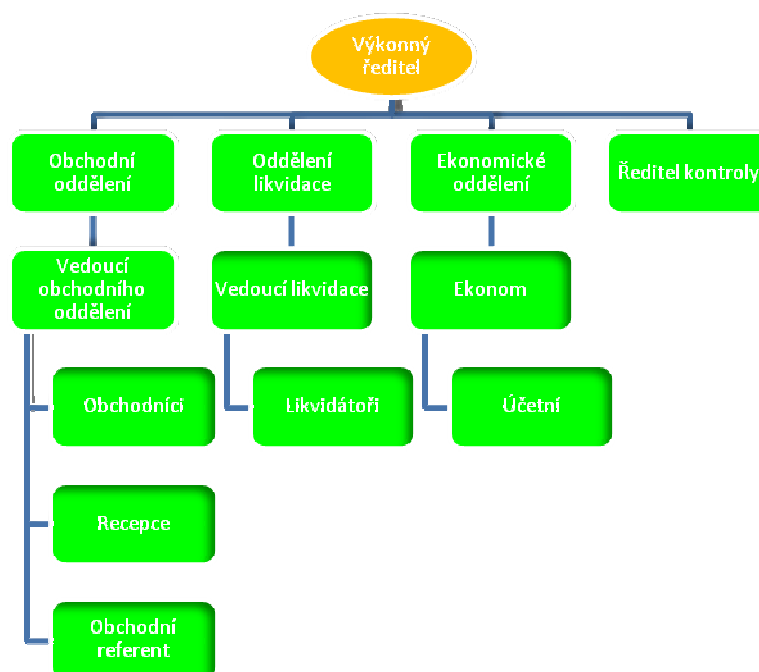 Výkonný
ředitel
Obchodní
oddělení
Oddělení
likvidace
Ekonomické
oddělení
Ředitel kontroly
Vedoucí
obchodního
oddělení
Vedoucí likvidace
Ekonom
Obchodníci
Likvidátoři
Účetní
Recepce
Obchodní
referent